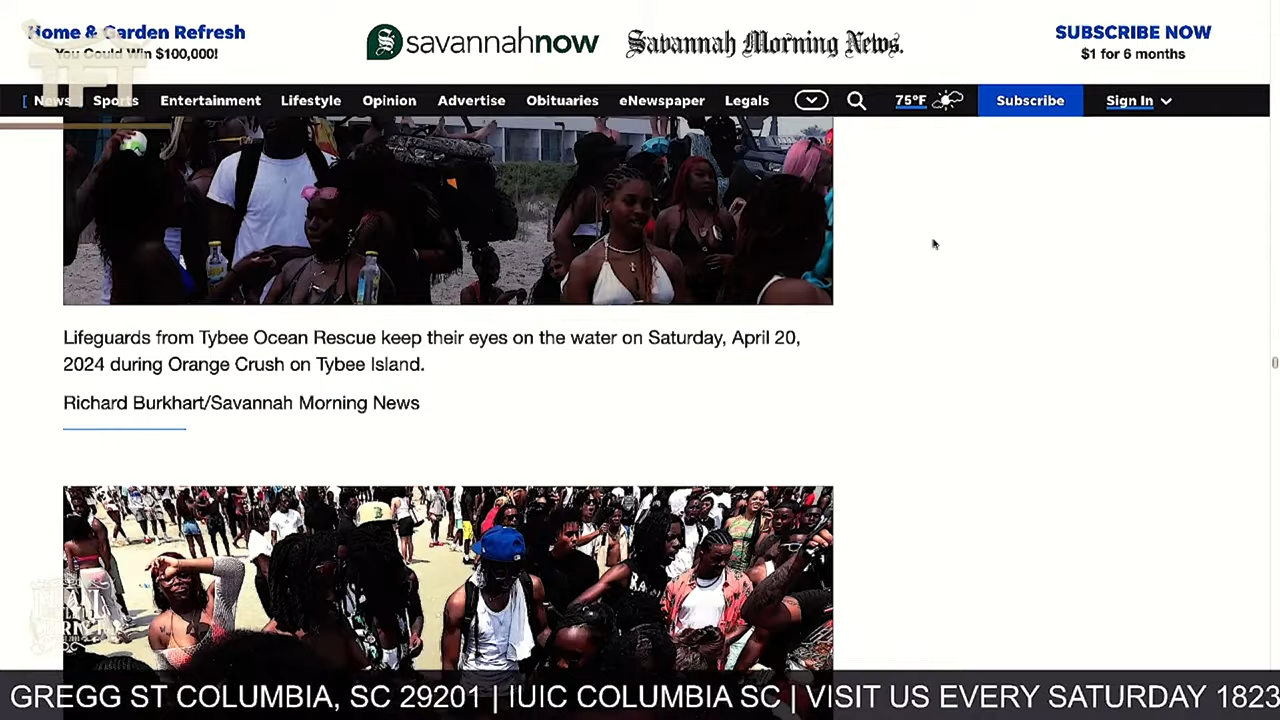 Home & Garden Refresh
You Could Win $100,000!
savannahnow
Savannah Morning News.
SUBSCRIBE NOW
$1 for 6 months
News Sports Entertainment Lifestyle Opinion Advertise Obituaries eNewspaper Legals 75°F Subscribe Sign In
Lifeguards from Tybee Ocean Rescue keep their eyes on the water on Saturday, April 20,
2024 during Orange Crush on Tybee Island.
Richard Burkhart/Savannah Morning News
GREGG ST COLUMBIA, SC 29201 | IUIC COLUMBIA SC | VISIT US EVERY SATURDAY 1823